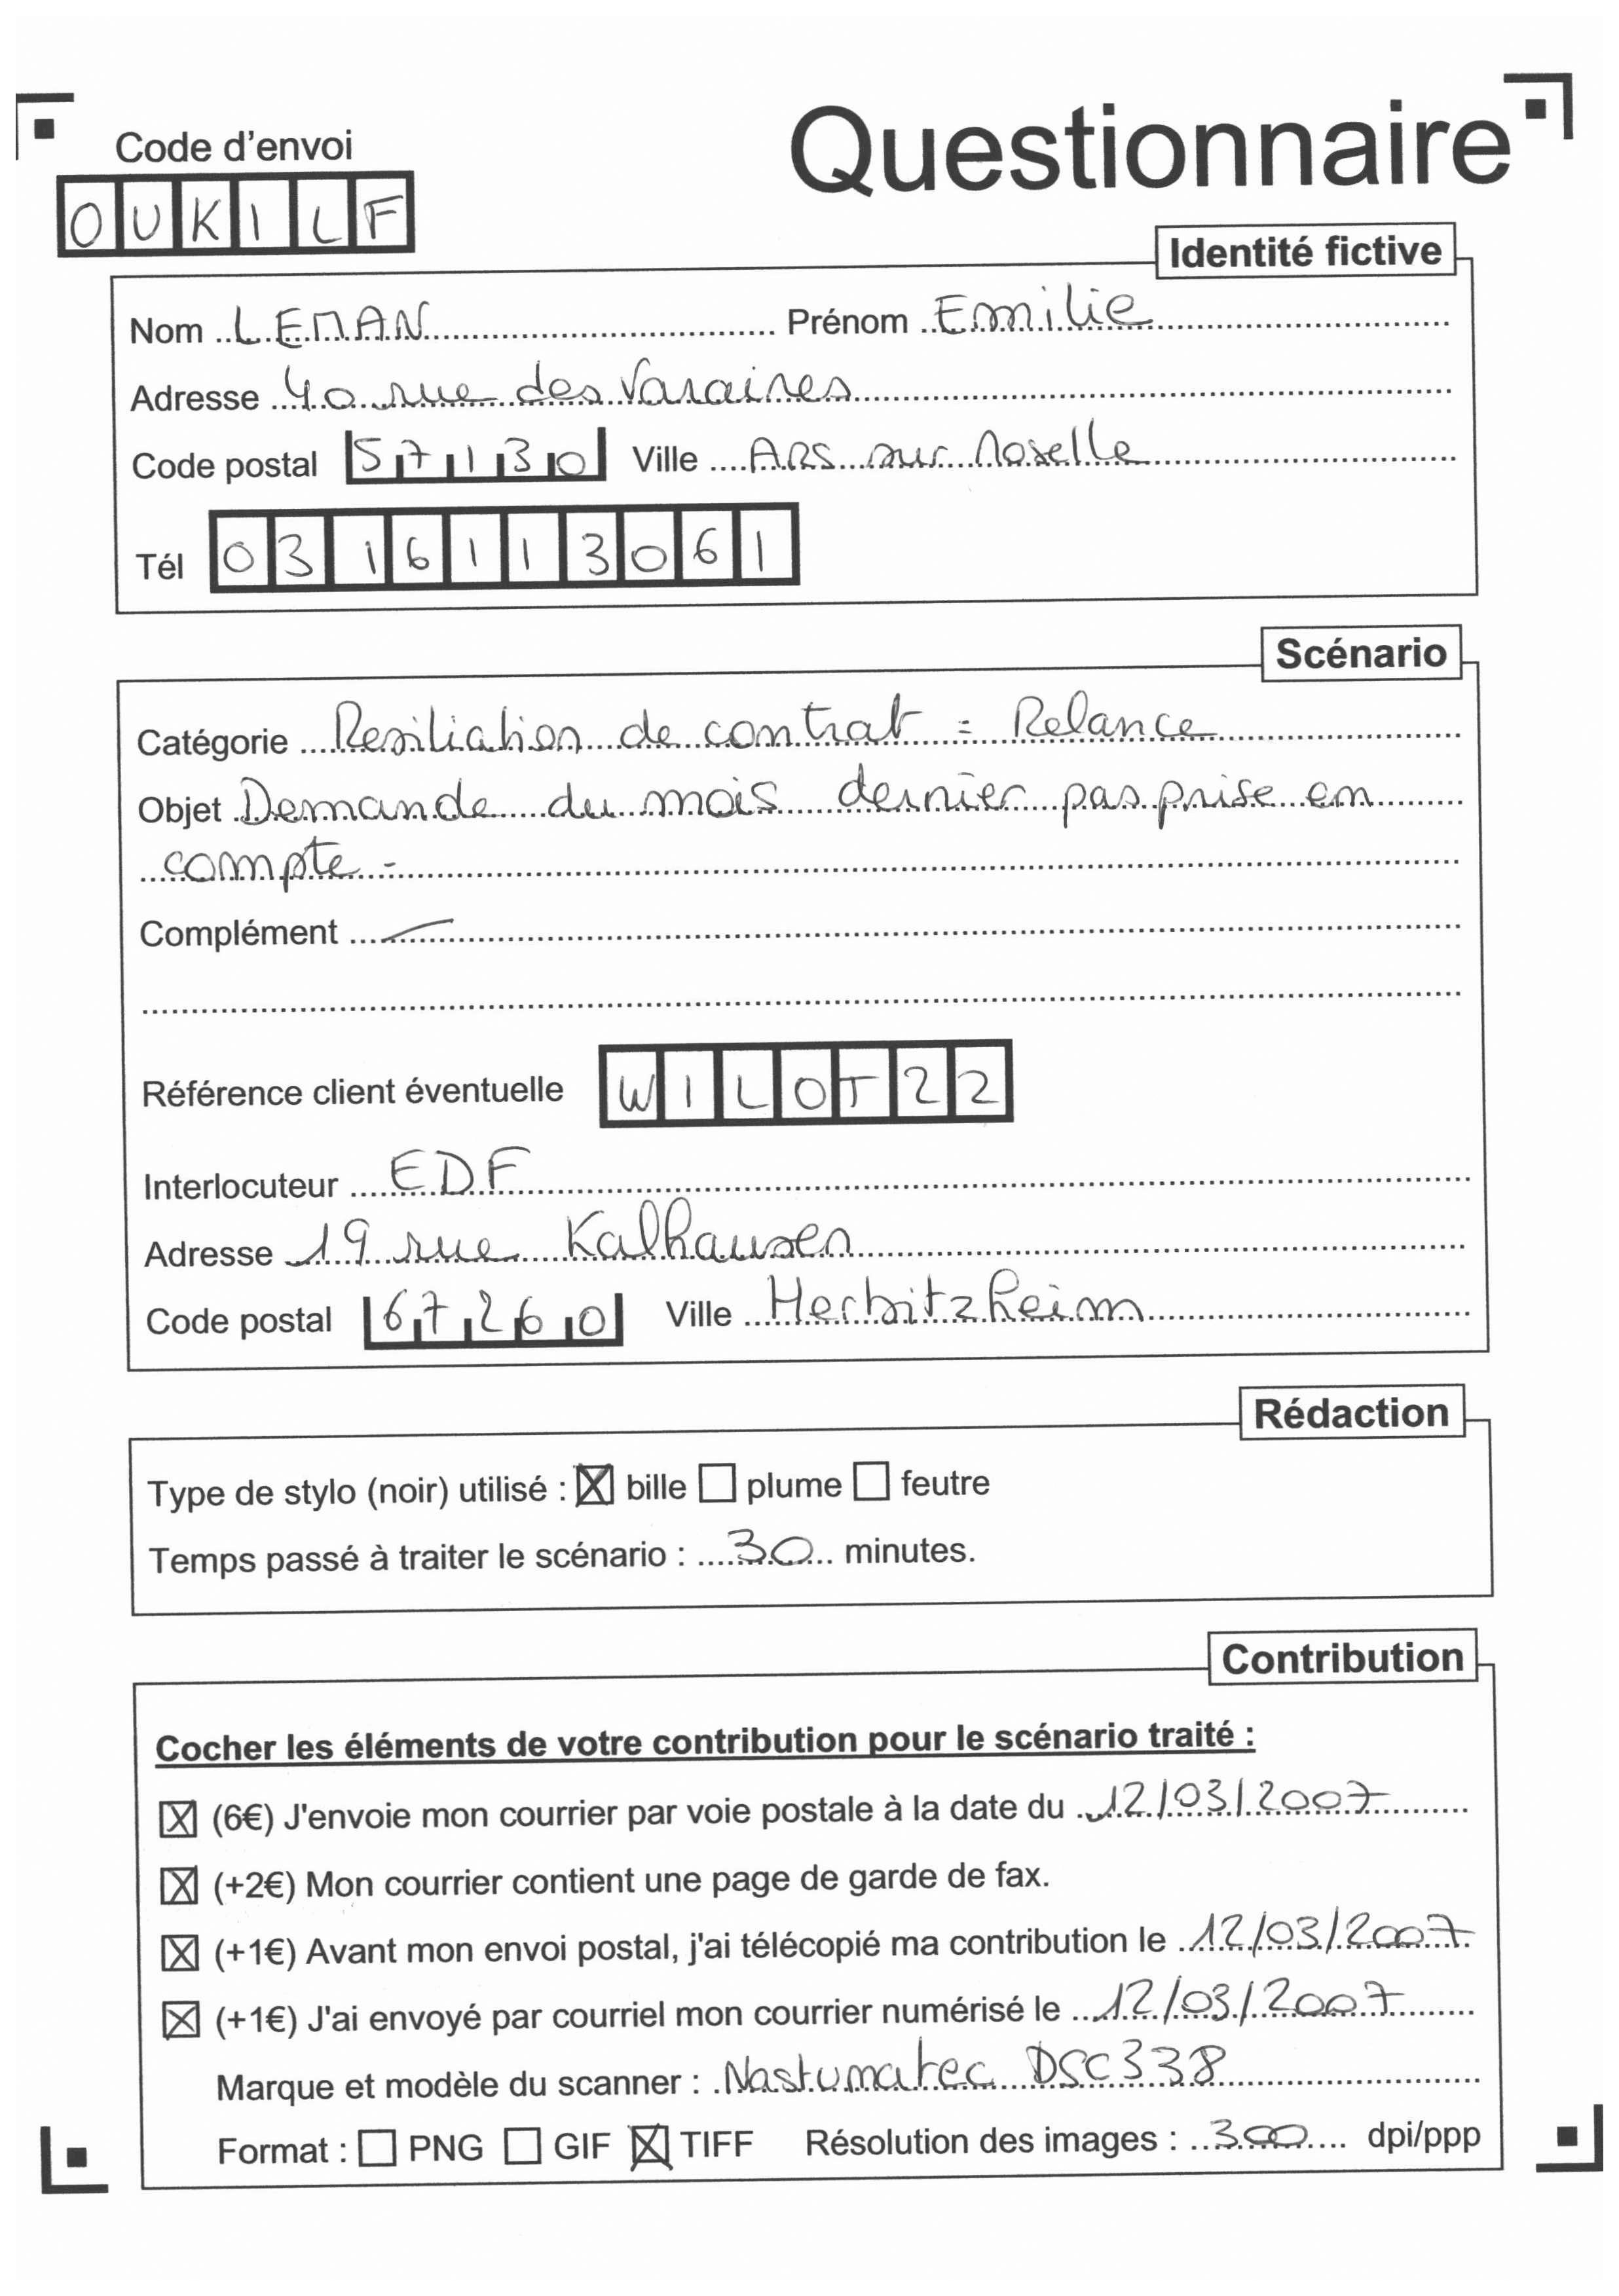 Questionnaire
Code d'envoi
OUKILF
Identité fictive
Nom LEMAN Prénom Emilie
Adresse 40 rue des Varaines
Code postal 57130 Ville ARS sur Moselle
Tél 0316113061
Scénario
Catégorie Resiliation de contrat = Relance
Objet Demande du mois dernier pas prise en
compte -
Complément —
Référence client éventuelle WILOT22
Interlocuteur EDF
Adresse 19 rue Kalhausen
Code postal 67260 Ville Herbitzheim
Rédaction
Type de stylo (noir) utilisé : ☒ bille ☐ plume ☐ feutre
Temps passé à traiter le scénario : 30 minutes.
Contribution
Cocher les éléments de votre contribution pour le scénario traité :
☒ (6€) J'envoie mon courrier par voie postale à la date du 12/03/2007
☒ (+2€) Mon courrier contient une page de garde de fax.
☒ (+1€) Avant mon envoi postal, j'ai télécopié ma contribution le 12/03/2007
☒ (+1€) J'ai envoyé par courriel mon courrier numérisé le 12/03/2007
Marque et modèle du scanner : Nastumatec DSC338
Format : ☐ PNG ☐ GIF ☒ TIFF Résolution des images : 300 dpi/ppp